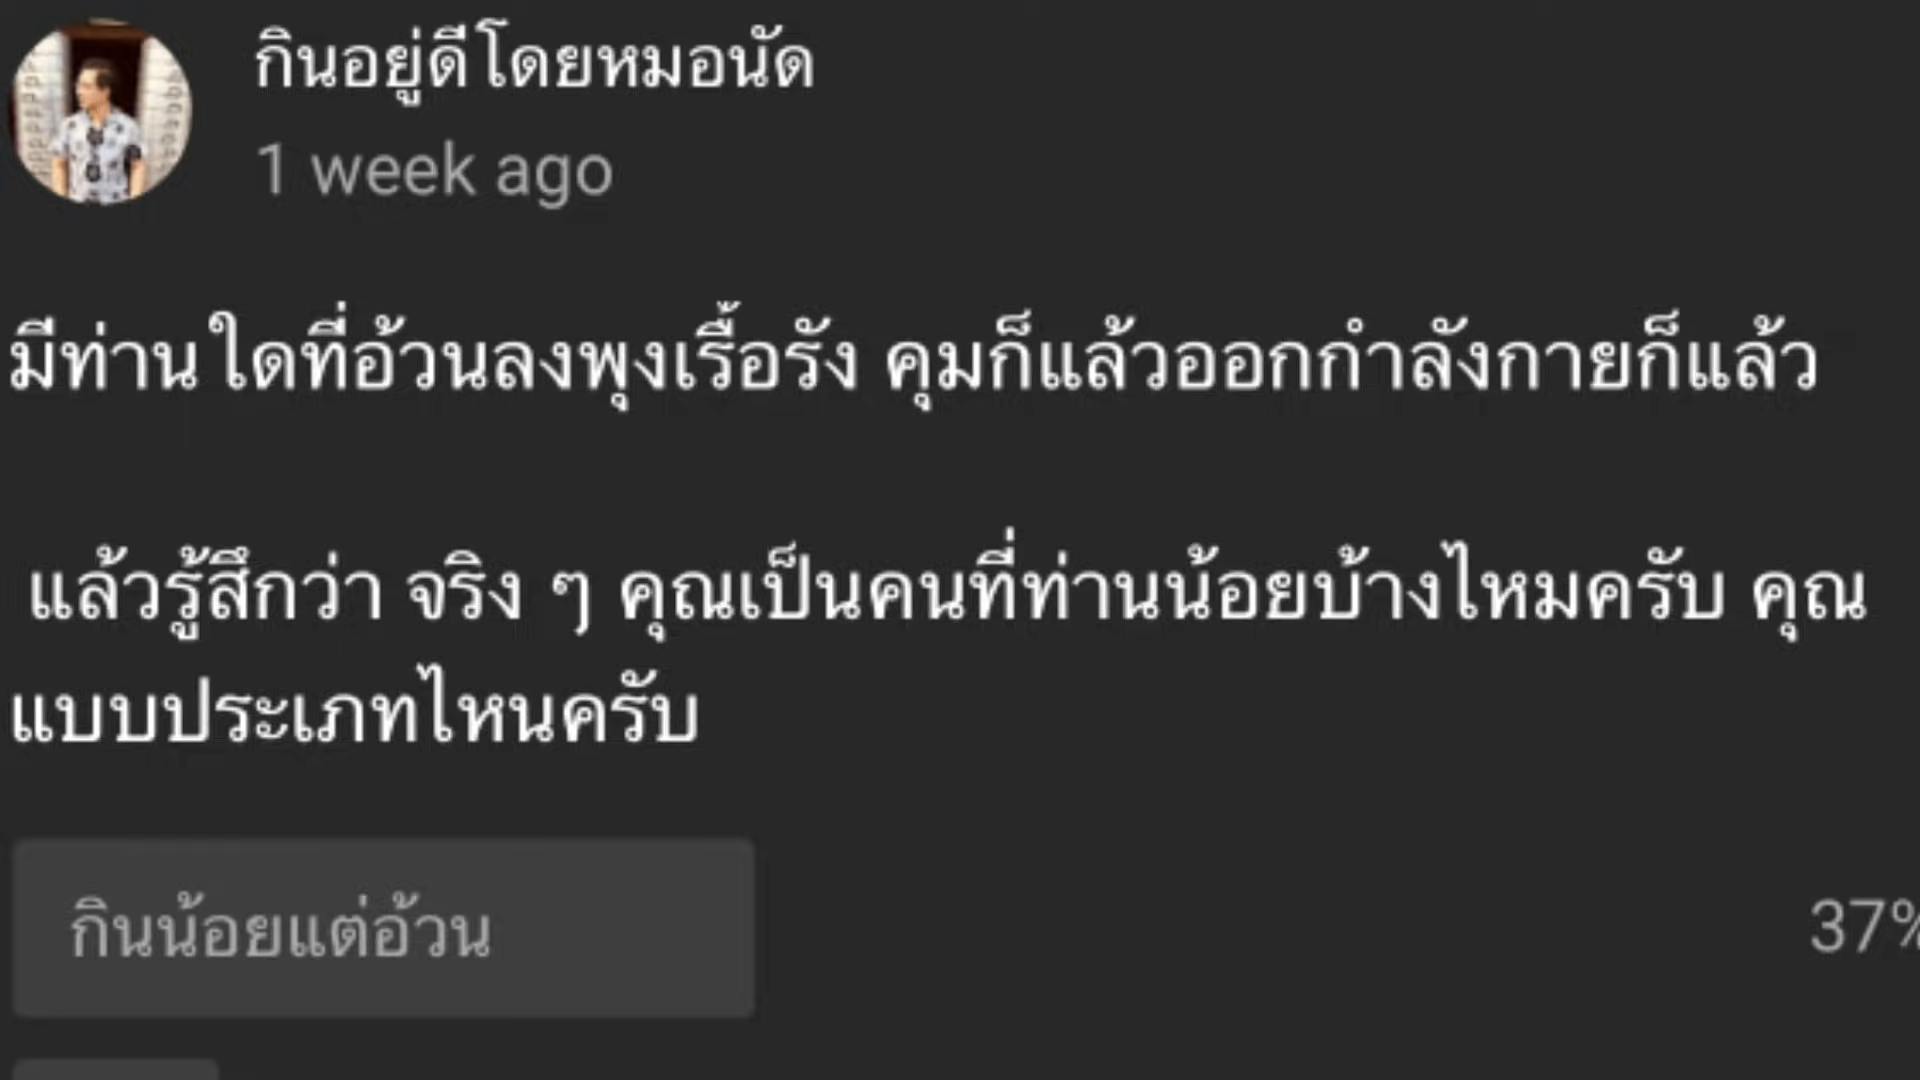 กินอยู่ดีโดยหมอนัด
1 week ago
มีท่านใดที่อ้วนลงพุงเรื้อรัง คุมก็แล้วออกกำลังกายก็แล้ว
แล้วรู้สึกว่า จริง ๆ คุณเป็นคนที่ท่านน้อยบ้างไหมครับ คุณ
แบบประเภทไหนครับ
กินน้อยแต่อ้วน
37%